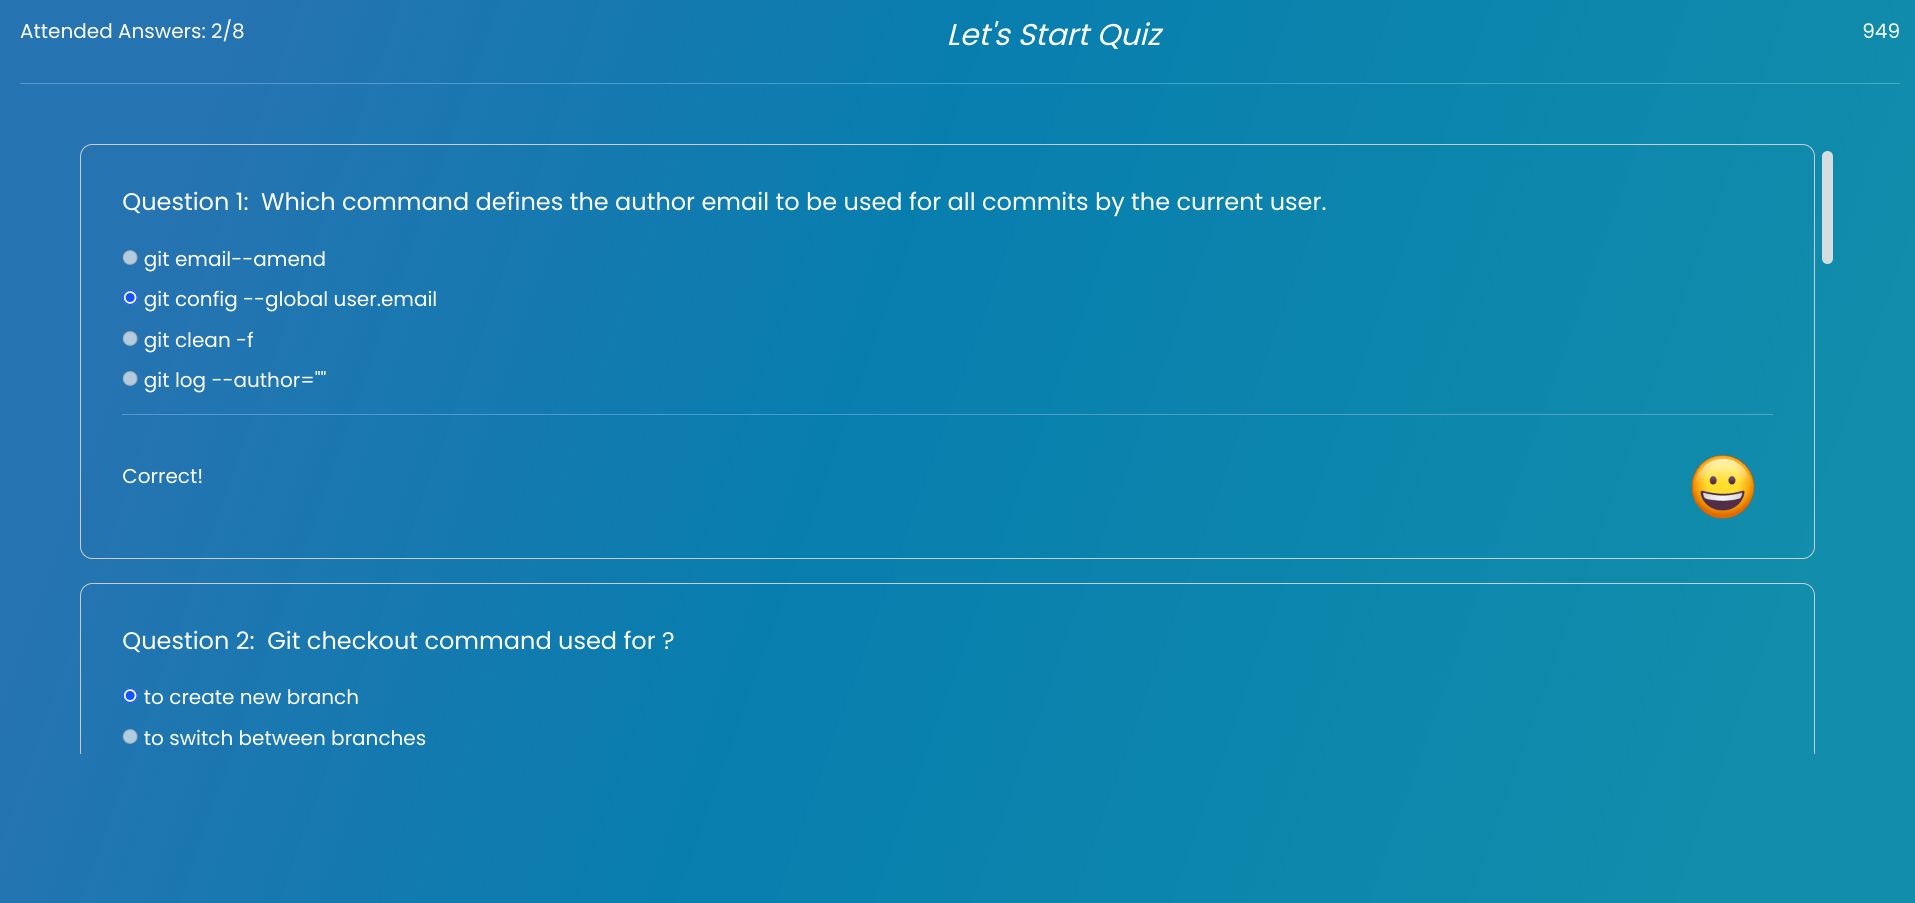 Attended Answers: 2/8
Let's Start Quiz
949
Question 1:  Which command defines the author email to be used for all commits by the current user.
git email--amend
git config --global user.email
git clean -f
git log --author=""
Correct!
Question 2:  Git checkout command used for ?
to create new branch
to switch between branches